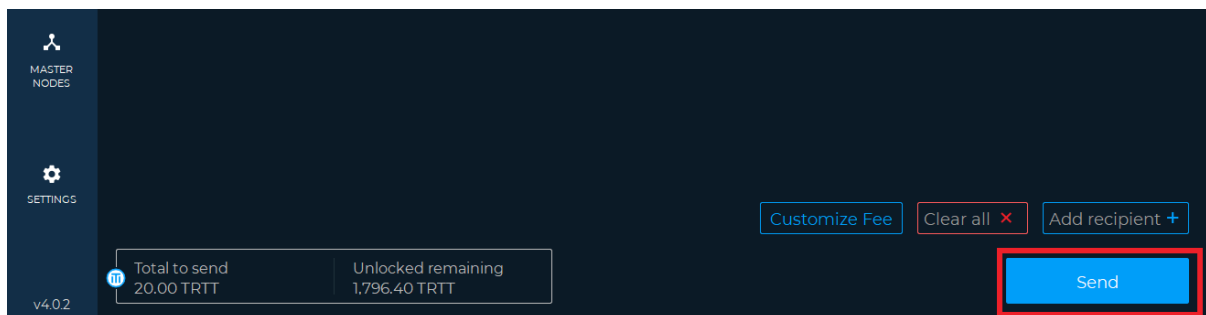 MASTER
NODES
SETTINGS
v4.0.2
Customize Fee
Clear all ×
Add recipient +
Total to send
20.00 TRTT
Unlocked remaining
1,796.40 TRTT
Send